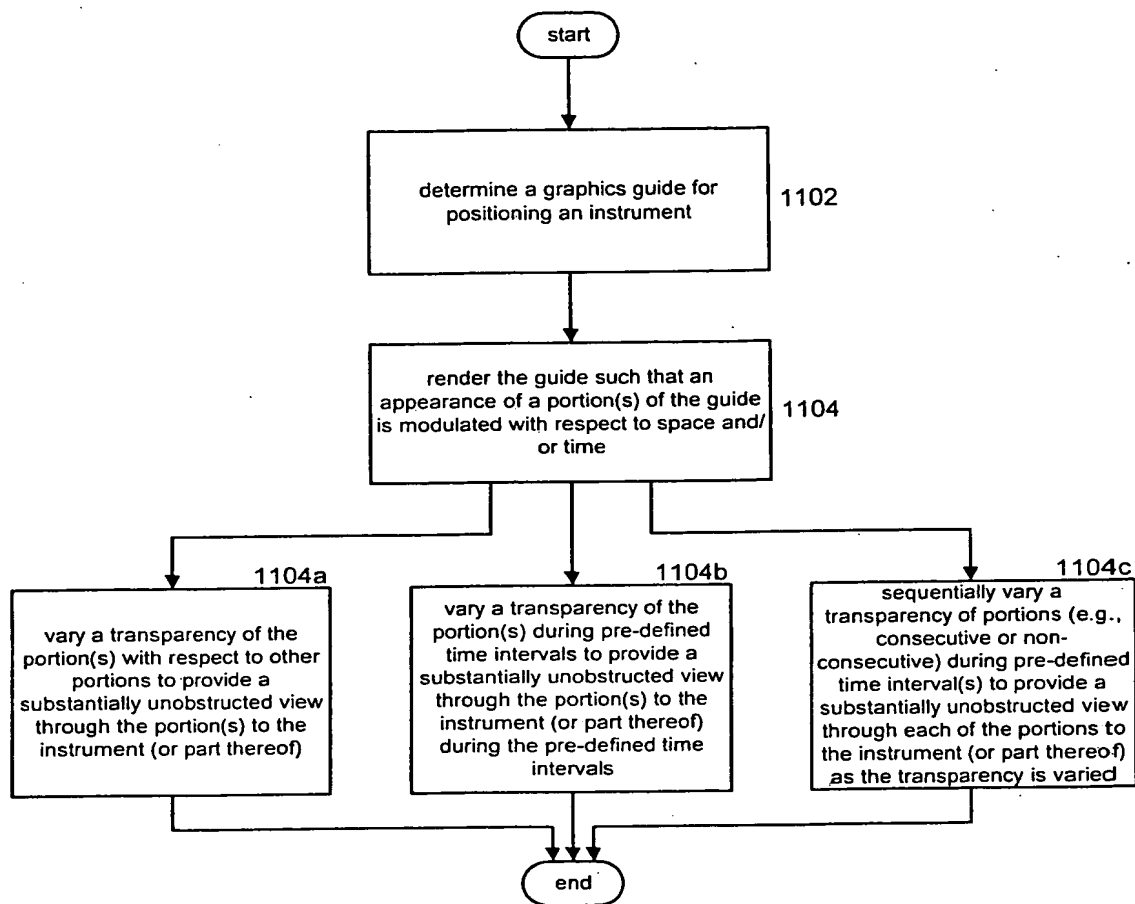 start
determine a graphics guide for
positioning an instrument
1102
render the guide such that an
appearance of a portion(s) of the guide
is modulated with respect to space and/
or time
1104
1104a
vary a transparency of the
portion(s) with respect to other
portions to provide a
substantially unobstructed view
through the portion(s) to the
instrument (or part thereof)
1104b
vary a transparency of the
portion(s) during pre-defined
time intervals to provide a
substantially unobstructed view
through the portion(s) to the
instrument (or part thereof)
during the pre-defined time
intervals
1104c
sequentially vary a
transparency of portions (e.g.,
consecutive or non-
consecutive) during pre-defined
time interval(s) to provide a
substantially unobstructed view
through each of the portions to
the instrument (or part thereof)
as the transparency is varied
end